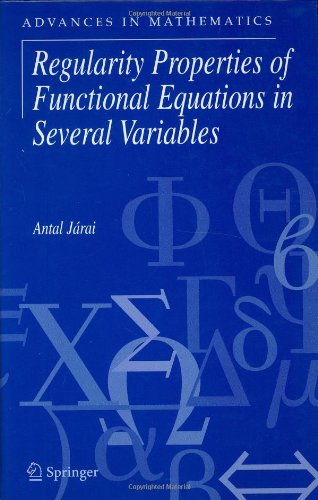 ADVANCES IN MATHEMATICS
Regularity Properties of
Functional Equations in
Several Variables
Antal Járai
Springer